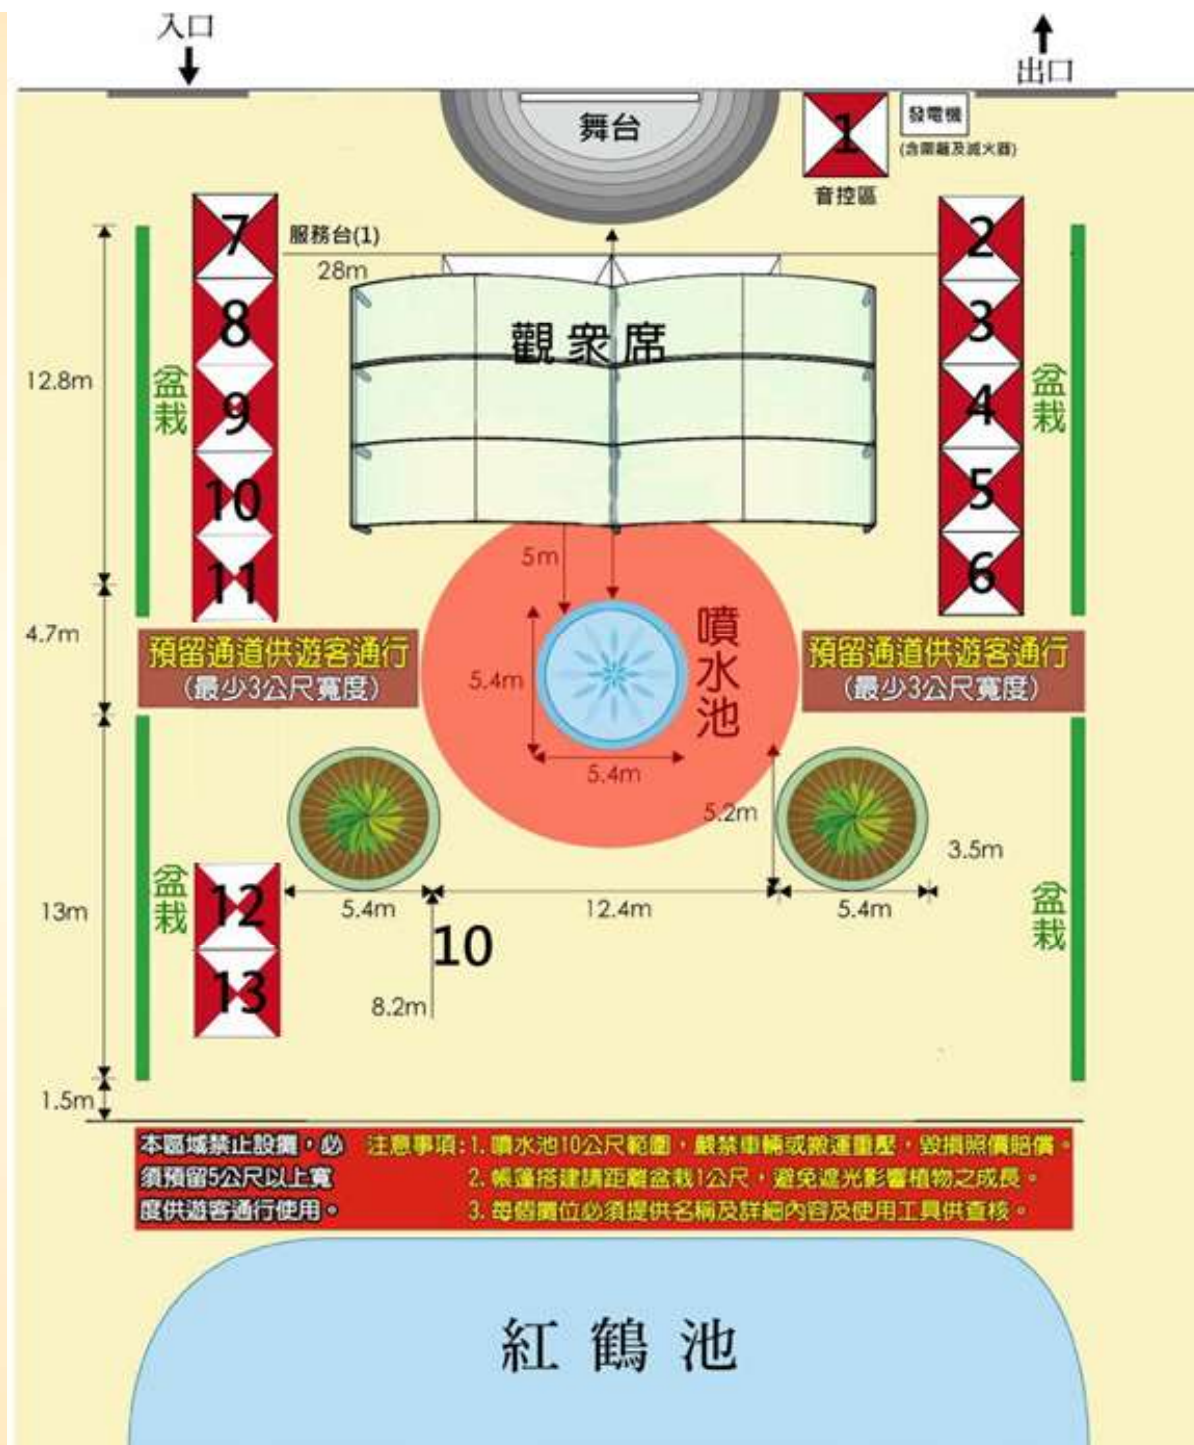 入口
出口
舞台
1
發電機
(含隔離及滅火器)
音控區
7
服務台(1)
2
28m
8
觀眾席
3
12.8m
盆栽
9
4
盆栽
10
5
11
5m
6
4.7m
噴水池
預留通道供遊客通行
(最少3公尺寬度)
預留通道供遊客通行
(最少3公尺寬度)
5.4m
5.4m
5.2m
3.5m
盆栽
12
5.4m
12.4m
5.4m
盆栽
13m
10
13
8.2m
1.5m
本區域禁止設攤，必
須預留5公尺以上寬
度供遊客通行使用。
注意事項:1. 噴水池10公尺範圍，嚴禁車輛或搬運重壓，毀損照價賠償。
2. 帳蓬搭建請距離盆栽1公尺，避免遮光影響植物之成長。
3. 每個攤位必須提供名稱及詳細內容及使用工具供查核。
紅鶴池